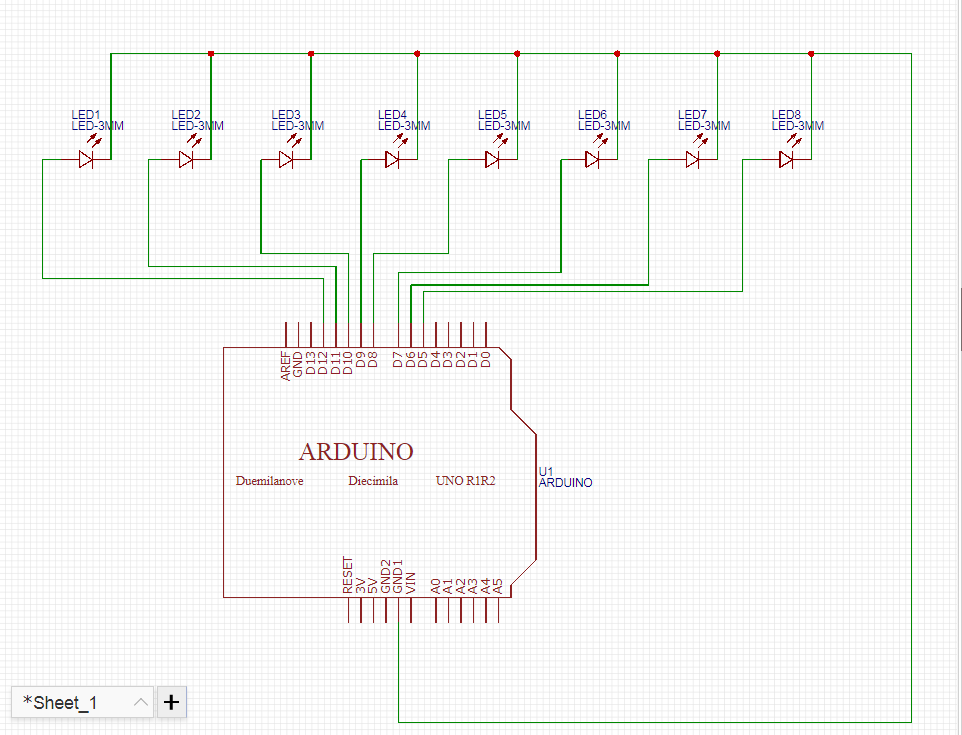 LED1
LED-3MM
LED2
LED-3MM
LED3
LED-3MM
LED4
LED-3MM
LED5
LED-3MM
LED6
LED-3MM
LED7
LED-3MM
LED8
LED-3MM
AREF
GND
D13
D12
D11
D10
D9
D8
D7
D6
D5
D4
D3
D2
D1
D0
ARDUINO
Duemilanove
Diecimila
UNO R1R2
U1
ARDUINO
RESET
3V
5V
GND2
GND1
VIN
A0
A1
A2
A3
A4
A5
*Sheet_1